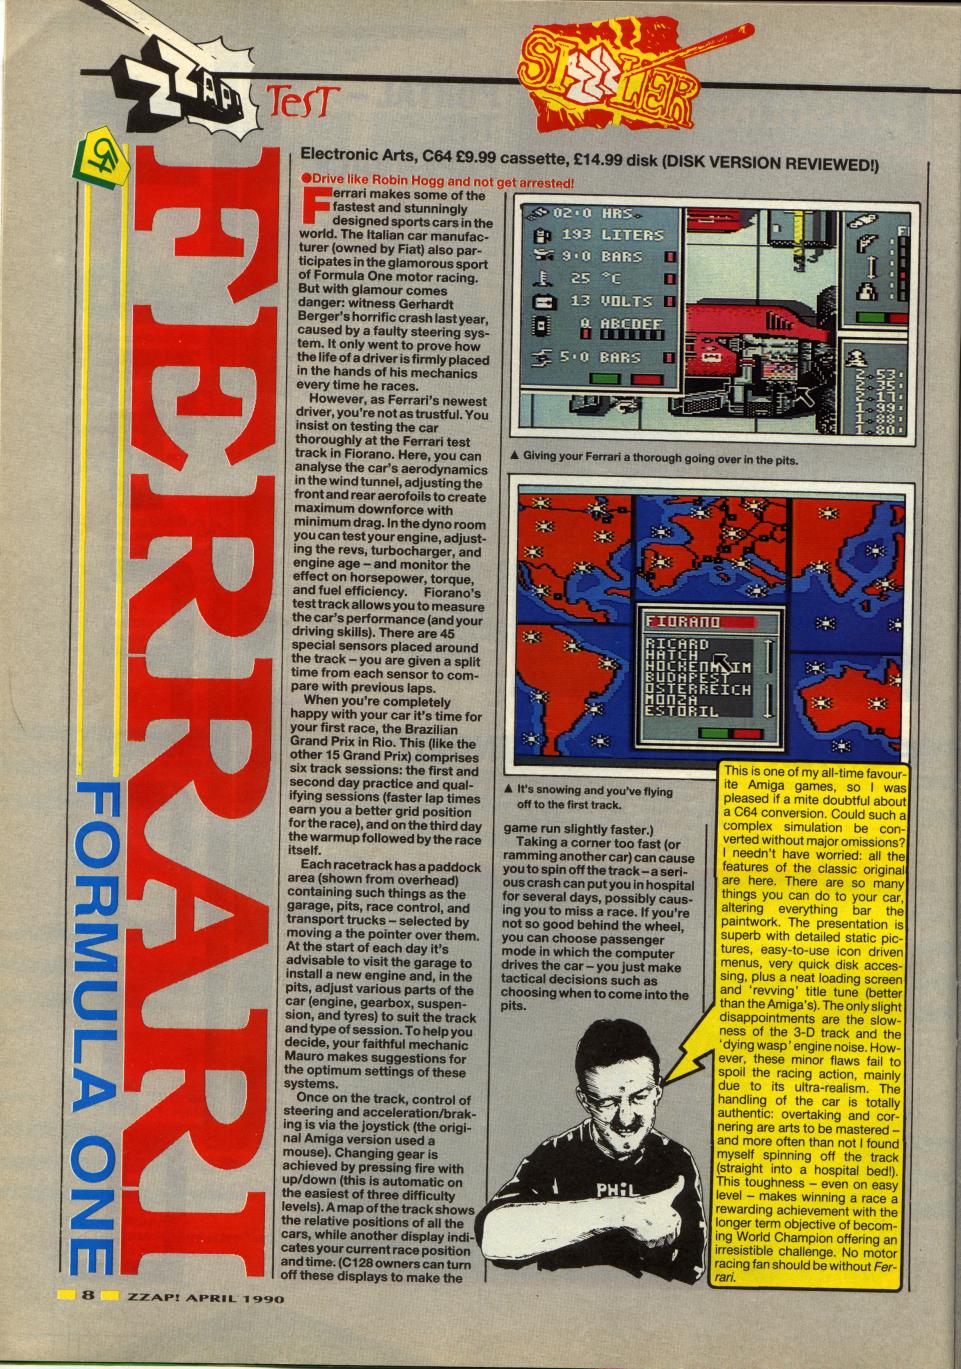 ZZAP!
TEST
SIZZLER
C64
FERRARI
FORMULA ONE
Electronic Arts, C64 £9.99 cassette, £14.99 disk (DISK VERSION REVIEWED!)
●Drive like Robin Hogg and not get arrested!
Ferrari makes some of the
fastest and stunningly
designed sports cars in the
world. The Italian car manufac-
turer (owned by Fiat) also par-
ticipates in the glamorous sport
of Formula One motor racing.
But with glamour comes
danger: witness Gerhardt
Berger's horrific crash last year,
caused by a faulty steering sys-
tem. It only went to prove how
the life of a driver is firmly placed
in the hands of his mechanics
every time he races.
However, as Ferrari's newest
driver, you're not as trustful. You
insist on testing the car
thoroughly at the Ferrari test
track in Fiorano. Here, you can
analyse the car's aerodynamics
in the wind tunnel, adjusting the
front and rear aerofoils to create
maximum downforce with
minimum drag. In the dyno room
you can test your engine, adjust-
ing the revs, turbocharger, and
engine age – and monitor the
effect on horsepower, torque,
and fuel efficiency. Fiorano's
test track allows you to measure
the car's performance (and your
driving skills). There are 45
special sensors placed around
the track – you are given a split
time from each sensor to com-
pare with previous laps.
When you're completely
happy with your car it's time for
your first race, the Brazilian
Grand Prix in Rio. This (like the
other 15 Grand Prix) comprises
six track sessions: the first and
second day practice and qual-
ifying sessions (faster lap times
earn you a better grid position
for the race), and on the third day
the warmup followed by the race
itself.
Each racetrack has a paddock
area (shown from overhead)
containing such things as the
garage, pits, race control, and
transport trucks – selected by
moving a the pointer over them.
At the start of each day it's
advisable to visit the garage to
install a new engine and, in the
pits, adjust various parts of the
car (engine, gearbox, suspen-
sion, and tyres) to suit the track
and type of session. To help you
decide, your faithful mechanic
Mauro makes suggestions for
the optimum settings of these
systems.
Once on the track, control of
steering and acceleration/brak-
ing is via the joystick (the origi-
nal Amiga version used a
mouse). Changing gear is
achieved by pressing fire with
up/down (this is automatic on
the easiest of three difficulty
levels). A map of the track shows
the relative positions of all the
cars, while another display indi-
cates your current race position
and time. (C128 owners can turn
off these displays to make the
02·0 HRS.
193 LITERS
9·0 BARS
25 °C
13 VOLTS
A ABCDEF
5·0 BARS
F
2.53
2.35
2.17
1.99
1.88
1.80
▲ Giving your Ferrari a thorough going over in the pits.
FIORANO
RICARD
HATCH
HOCKENHEIM
BUDAPEST
OSTERREICH
MONZA
ESTORIL
▲ It's snowing and you've flying
off to the first track.
game run slightly faster.)
Taking a corner too fast (or
ramming another car) can cause
you to spin off the track – a seri-
ous crash can put you in hospital
for several days, possibly caus-
ing you to miss a race. If you're
not so good behind the wheel,
you can choose passenger
mode in which the computer
drives the car – you just make
tactical decisions such as
choosing when to come into the
pits.
PHIL
This is one of my all-time favour-
ite Amiga games, so I was
pleased if a mite doubtful about
a C64 conversion. Could such a
complex simulation be con-
verted without major omissions?
I needn't have worried: all the
features of the classic original
are here. There are so many
things you can do to your car,
altering everything bar the
paintwork. The presentation is
superb with detailed static pic-
tures, easy-to-use icon driven
menus, very quick disk acces-
sing, plus a neat loading screen
and 'revving' title tune (better
than the Amiga's). The only slight
disappointments are the slow-
ness of the 3-D track and the
'dying wasp' engine noise. How-
ever, these minor flaws fail to
spoil the racing action, mainly
due to its ultra-realism. The
handling of the car is totally
authentic: overtaking and cor-
nering are arts to be mastered –
and more often than not I found
myself spinning off the track
(straight into a hospital bed!).
This toughness – even on easy
level – makes winning a race a
rewarding achievement with the
longer term objective of becom-
ing World Champion offering an
irresistible challenge. No motor
racing fan should be without Fer-
rari.
8 ZZAP! APRIL 1990